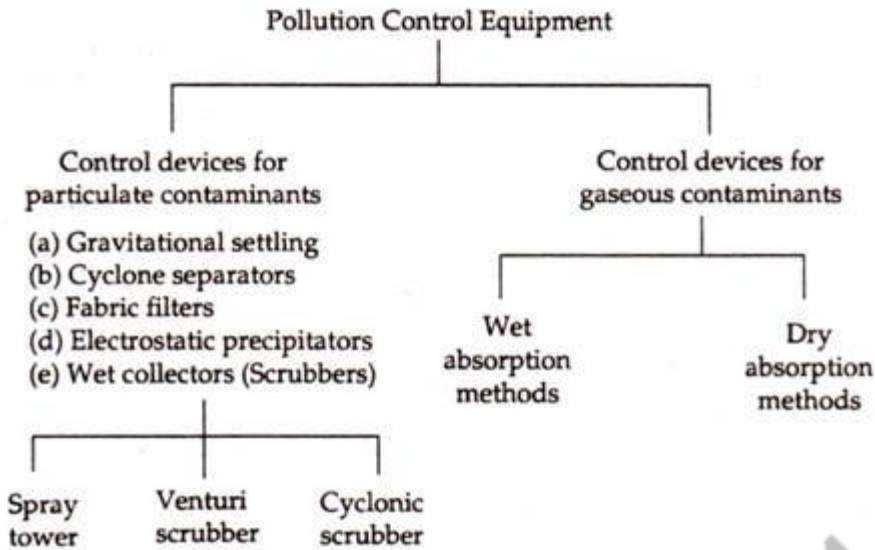 Pollution Control Equipment
Control devices for
particulate contaminants
(a) Gravitational settling
(b) Cyclone separators
(c) Fabric filters
(d) Electrostatic precipitators
(e) Wet collectors (Scrubbers)
Spray
tower
Venturi
scrubber
Cyclonic
scrubber
Control devices for
gaseous contaminants
Wet
absorption
methods
Dry
absorption
methods